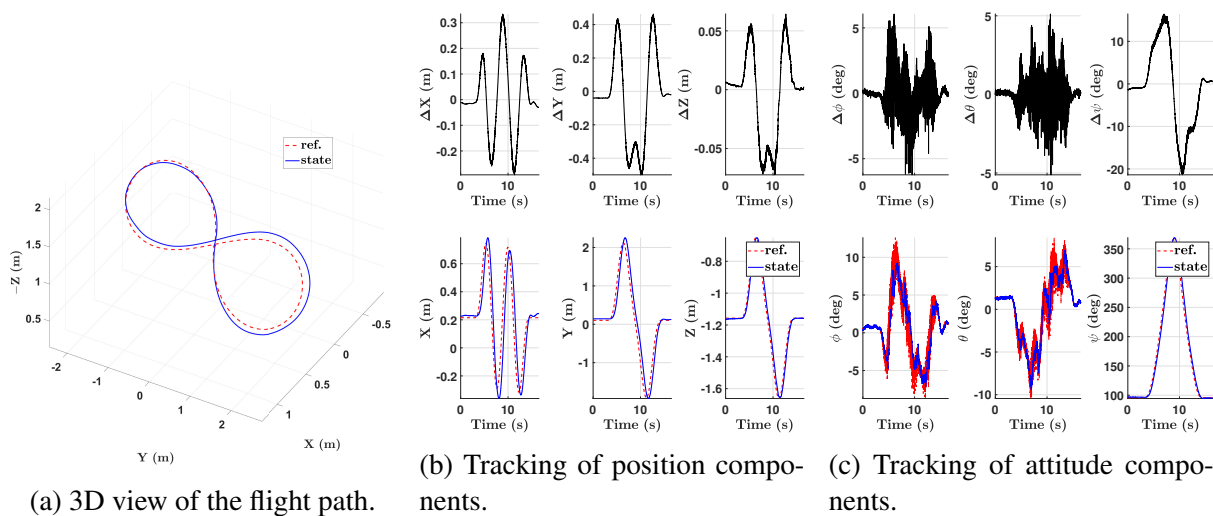 ref.
state
2
1.5
1
0.5
−Z (m)
-2
-1
0
1
2
Y (m)
1
0.5
0
-0.5
X (m)
(a) 3D view of the flight path.
0.3
0.2
0
-0.2
ΔX (m)
0
10
Time (s)
0.4
0.2
0
-0.2
-0.4
ΔY (m)
0
10
Time (s)
0.05
0
-0.05
ΔZ (m)
0
10
Time (s)
0.6
0.4
0.2
0
-0.2
X (m)
0
10
Time (s)
2
1
0
-1
Y (m)
0
10
Time (s)
-0.8
-1
-1.2
-1.4
-1.6
Z (m)
ref.
state
0
10
Time (s)
(b) Tracking of position compo-
nents.
5
0
-5
Δϕ (deg)
0
10
Time (s)
5
0
-5
Δθ (deg)
0
10
Time (s)
10
0
-10
-20
Δψ (deg)
0
10
Time (s)
10
5
0
-5
ϕ (deg)
0
10
Time (s)
5
0
-5
-10
θ (deg)
0
10
Time (s)
350
300
250
200
150
100
ψ (deg)
ref.
state
0
10
Time (s)
(c) Tracking of attitude compo-
nents.